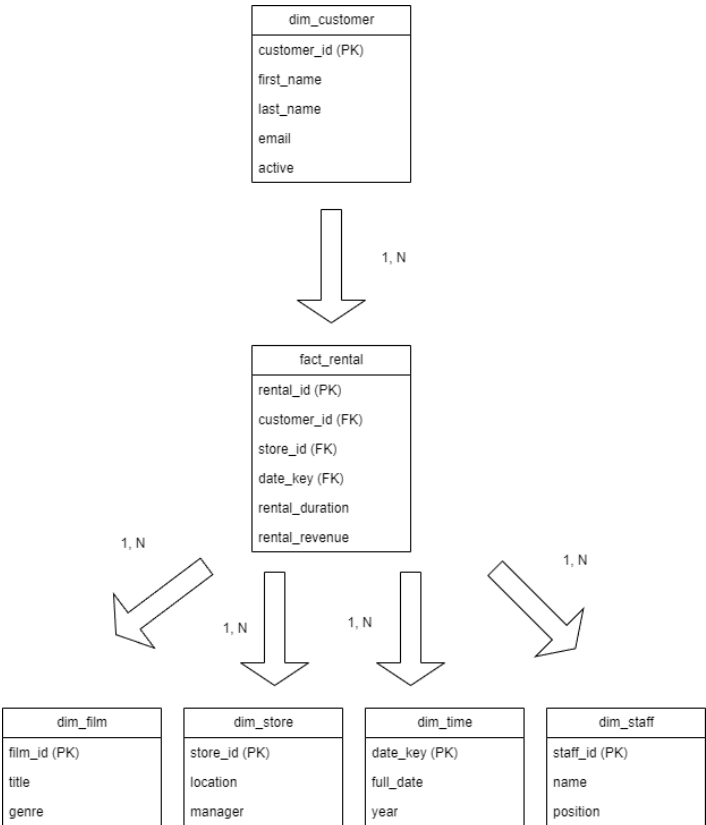 dim_customer
customer_id (PK)
first_name
last_name
email
active
1, N
fact_rental
rental_id (PK)
customer_id (FK)
store_id (FK)
date_key (FK)
rental_duration
rental_revenue
1, N
1, N
1, N
1, N
dim_film
film_id (PK)
title
genre
dim_store
store_id (PK)
location
manager
dim_time
date_key (PK)
full_date
year
dim_staff
staff_id (PK)
name
position